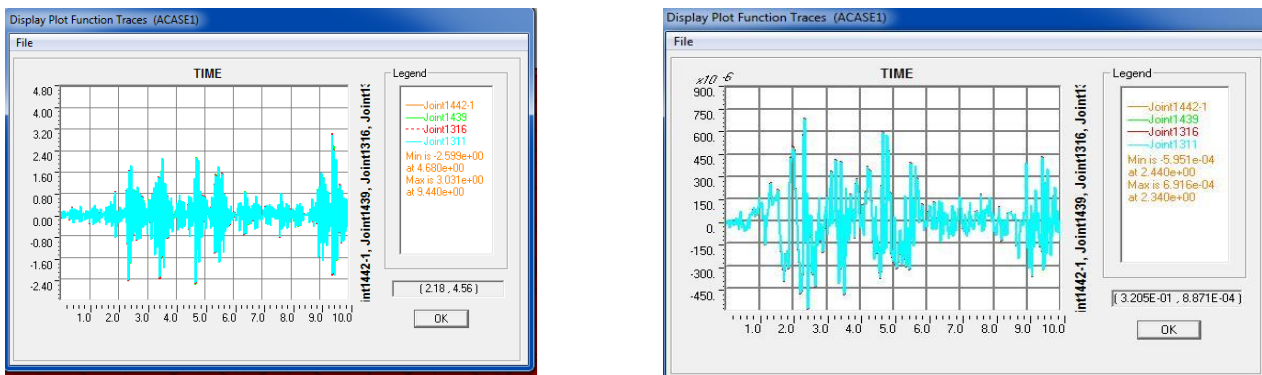 Display Plot Function Traces (ACASE1)
File
TIME
4.80
4.00
3.20
2.40
1.60
0.80
0.00
-0.80
-1.60
-2.40
1.0 2.0 3.0 4.0 5.0 6.0 7.0 8.0 9.0 10.0
int1442-1, Joint1439, Joint1316, Joint1
Legend
Joint1442-1
Joint1439
Joint1316
Joint1311
Min is -2.599e+00
at 4.680e+00
Max is 3.031e+00
at 9.440e+00
( 2.18 , 4.56 )
OK
Display Plot Function Traces (ACASE1)
File
x10 -6
TIME
900.
750.
600.
450.
300.
150.
0.
-150.
-300.
-450.
1.0 2.0 3.0 4.0 5.0 6.0 7.0 8.0 9.0 10.0
int1442-1, Joint1439, Joint1316, Joint1
Legend
Joint1442-1
Joint1439
Joint1316
Joint1311
Min is -5.951e-04
at 2.440e+00
Max is 6.916e-04
at 2.340e+00
( 3.205E-01 , 8.871E-04 )
OK